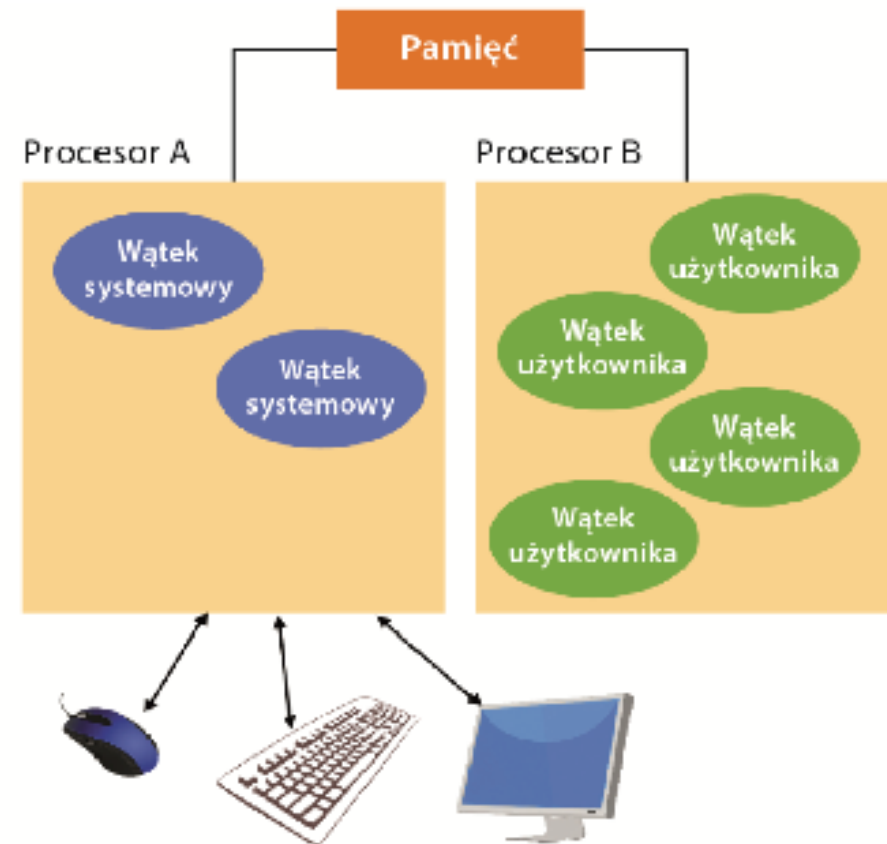 Pamięć
Procesor A
Procesor B
Wątek
systemowy
Wątek
systemowy
Wątek
użytkownika
Wątek
użytkownika
Wątek
użytkownika
Wątek
użytkownika